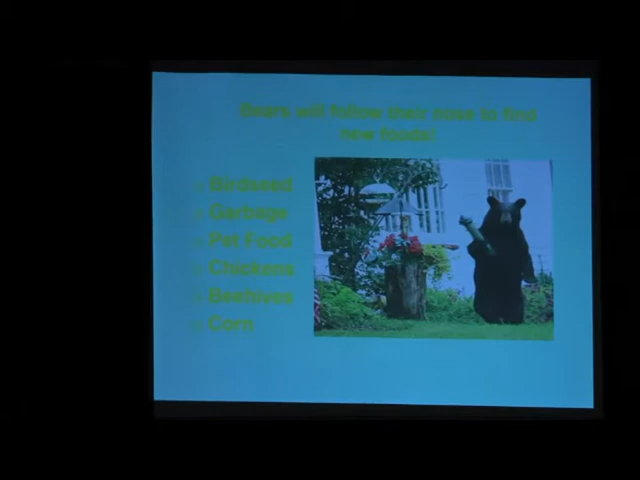 Bears will follow their nose to find
new foods!
Birdseed
Garbage
Pet Food
Chickens
Beehives
Corn